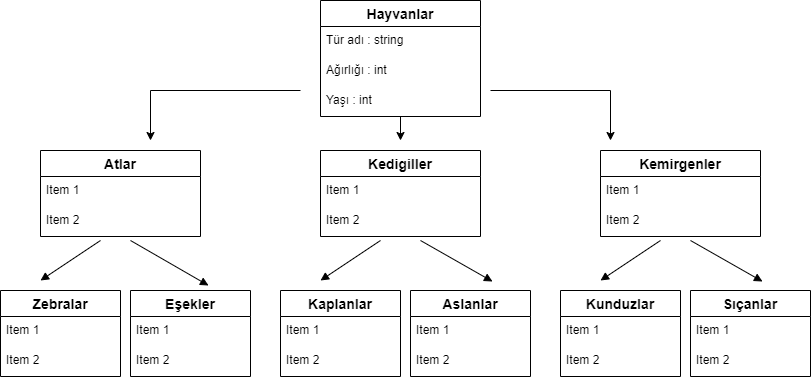 Hayvanlar
Tür adı : string
Ağırlığı : int
Yaşı : int
Atlar
Item 1
Item 2
Kedigiller
Item 1
Item 2
Kemirgenler
Item 1
Item 2
Zebralar
Item 1
Item 2
Eşekler
Item 1
Item 2
Kaplanlar
Item 1
Item 2
Aslanlar
Item 1
Item 2
Kunduzlar
Item 1
Item 2
Sıçanlar
Item 1
Item 2